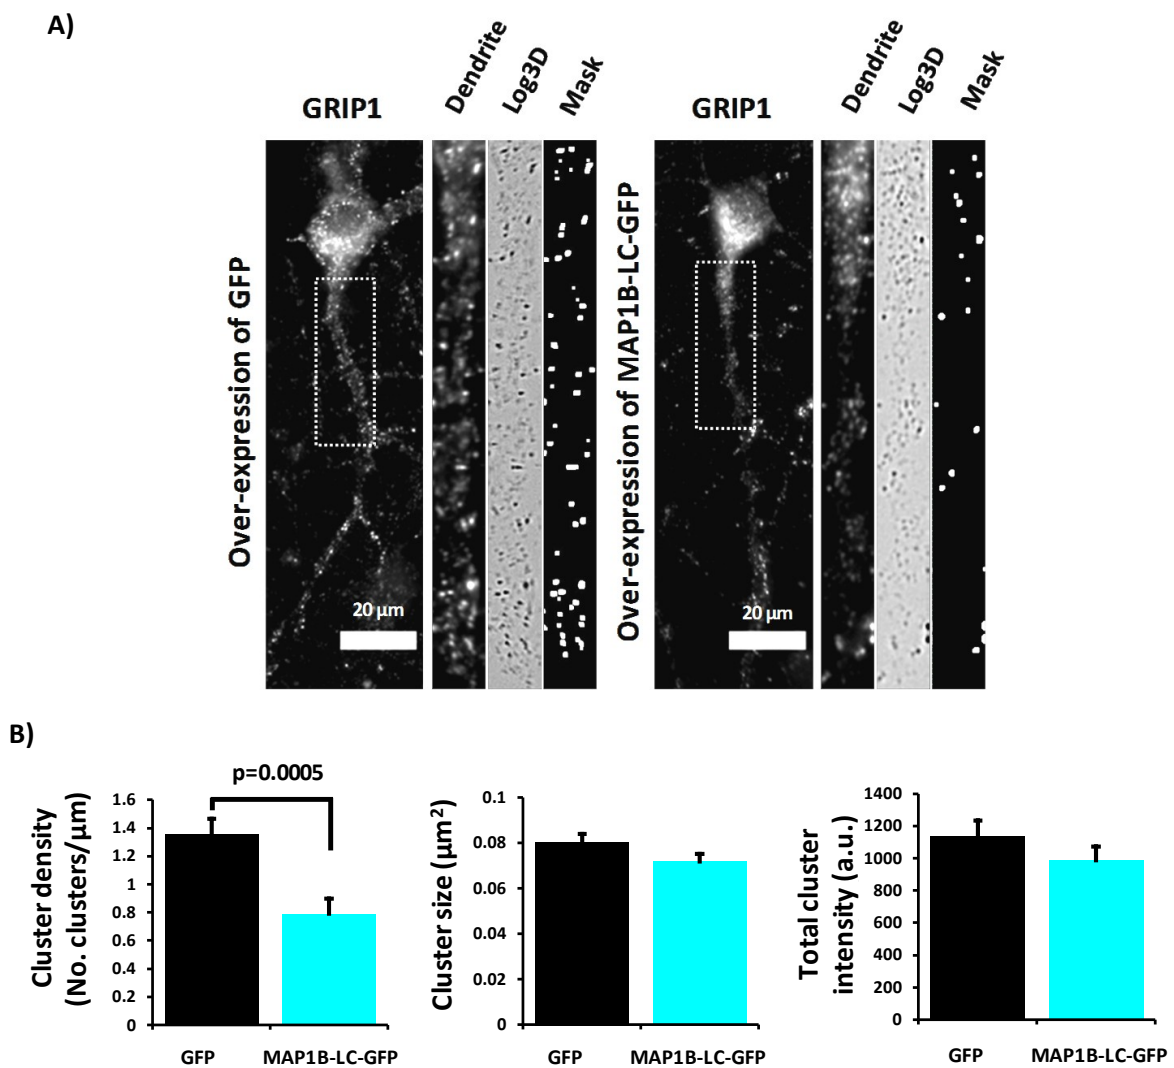 A)
GRIP1
Dendrite
Log3D
Mask
GRIP1
Dendrite
Log3D
Mask
Over-expression of GFP
20 µm
Over-expression of MAP1B-LC-GFP
20 µm
B)
Cluster density
(No. clusters/µm)
p=0.0005
1.6
1.4
1.2
1
0.8
0.6
0.4
0.2
0
GFP
MAP1B-LC-GFP
Cluster size (µm²)
0.1
0.08
0.06
0.04
0.02
0
GFP
MAP1B-LC-GFP
Total cluster
intensity (a.u.)
1400
1200
1000
800
600
400
200
0
GFP
MAP1B-LC-GFP